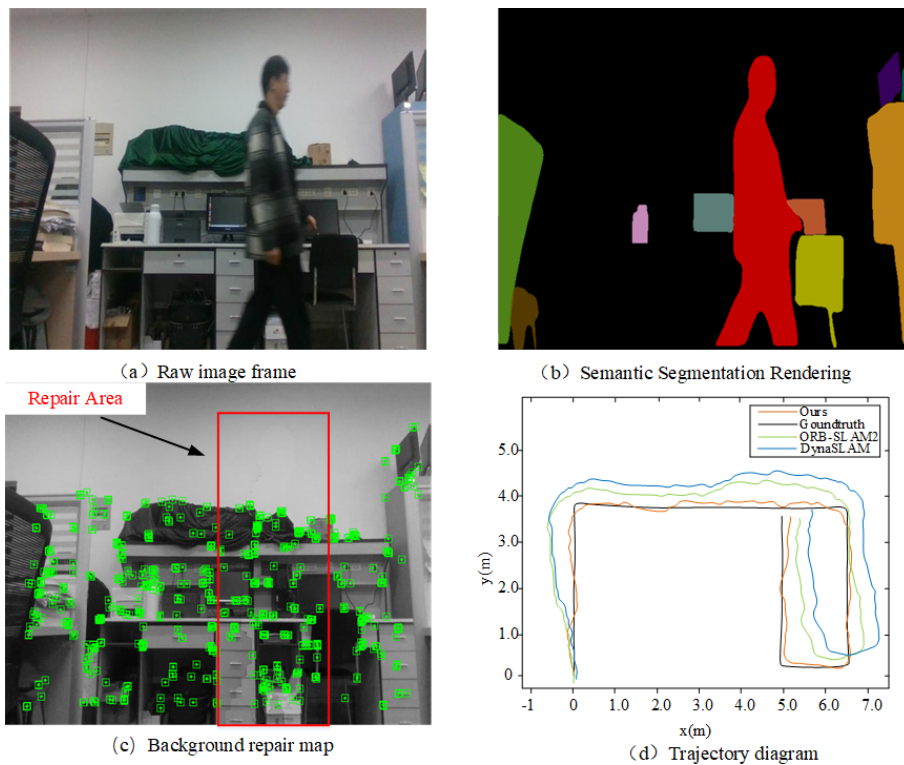 (a) Raw image frame
(b) Semantic Segmentation Rendering
Repair Area
(c) Background repair map
Ours
Goundtruth
ORB-SLAM2
DynaSLAM
5.0
4.0
3.0
2.0
1.0
0
y(m)
-1 0 1.0 2.0 3.0 4.0 5.0 6.0 7.0
x(m)
(d) Trajectory diagram